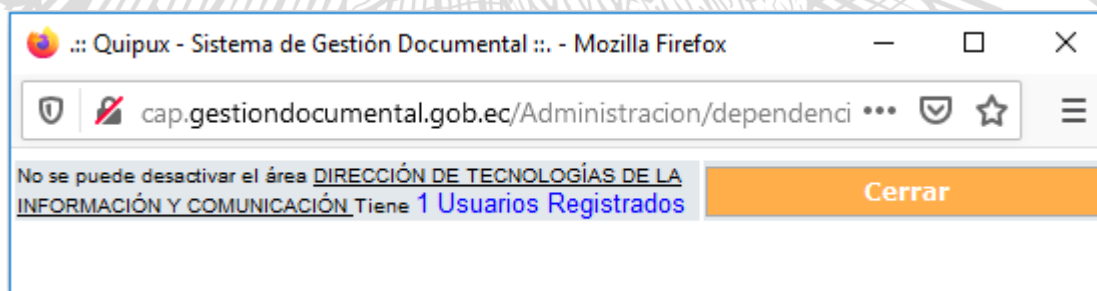 .:: Quipux - Sistema de Gestión Documental ::. - Mozilla Firefox
cap.gestiondocumental.gob.ec/Administracion/dependenci
No se puede desactivar el área DIRECCIÓN DE TECNOLOGÍAS DE LA
INFORMACIÓN Y COMUNICACIÓN Tiene 1 Usuarios Registrados
Cerrar